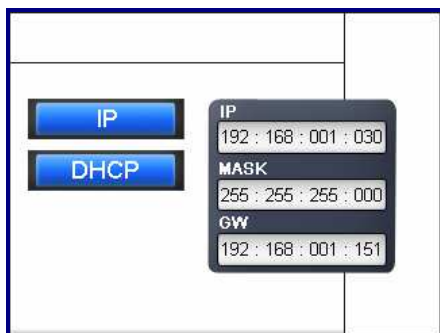 IP
DHCP
IP
192 : 168 : 001 : 030
MASK
255 : 255 : 255 : 000
GW
192 : 168 : 001 : 151